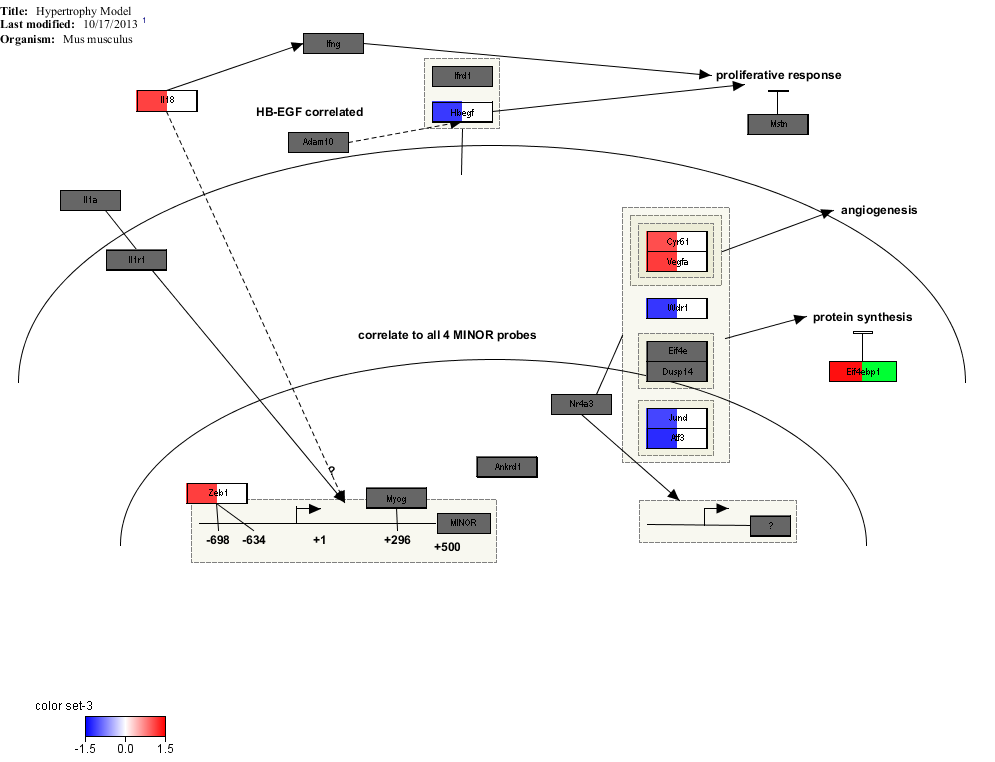 Title: Hypertrophy Model
Last modified: 10/17/2013 1
Organism: Mus musculus
Ifng
Ifrd1
proliferative response
Il18
HB-EGF correlated
Hbegf
Mstn
Adam10
Il1a
angiogenesis
Cyr61
Il1r1
Vegfa
Wdr1
protein synthesis
correlate to all 4 MINOR probes
Eif4e
Dusp14
Eif4ebp1
Nr4a3
Jund
Atf3
Ankrd1
?
Zeb1
Myog
MINOR
?
-698 -634 +1 +296
+500
color set-3
-1.5 0.0 1.5